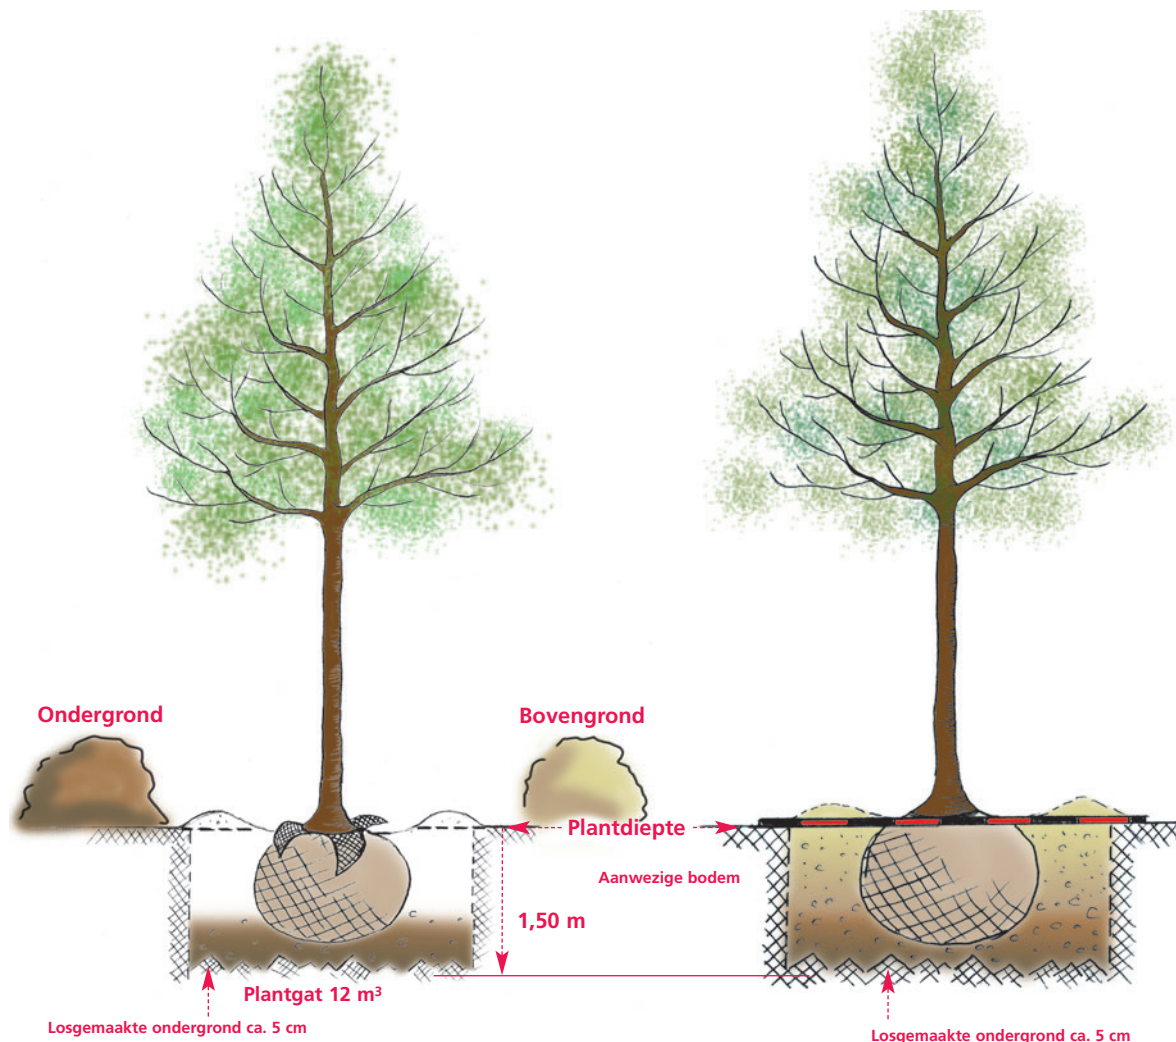 Ondergrond
Bovengrond
Plantdiepte
Aanwezige bodem
1,50 m
Plantgat 12 m³
Losgemaakte ondergrond ca. 5 cm
Losgemaakte ondergrond ca. 5 cm